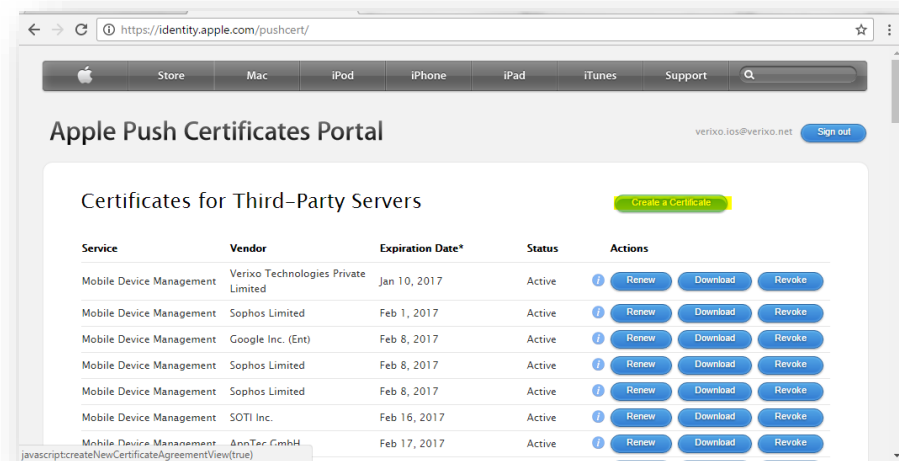 https://identity.apple.com/pushcert/
Store Mac iPod iPhone iPad iTunes Support
Apple Push Certificates Portal
verixo.ios@verixo.net Sign out
Certificates for Third-Party Servers
Create a Certificate
Service Vendor Expiration Date* Status Actions
Mobile Device Management Verixo Technologies Private Limited Jan 10, 2017 Active Renew Download Revoke
Mobile Device Management Sophos Limited Feb 1, 2017 Active Renew Download Revoke
Mobile Device Management Google Inc. (Ent) Feb 8, 2017 Active Renew Download Revoke
Mobile Device Management Sophos Limited Feb 8, 2017 Active Renew Download Revoke
Mobile Device Management Sophos Limited Feb 8, 2017 Active Renew Download Revoke
Mobile Device Management SOTI Inc. Feb 16, 2017 Active Renew Download Revoke
Mobile Device Management AppTec GmbH Feb 17, 2017 Active Renew Download Revoke
javascript:createNewCertificateAgreementView(true)